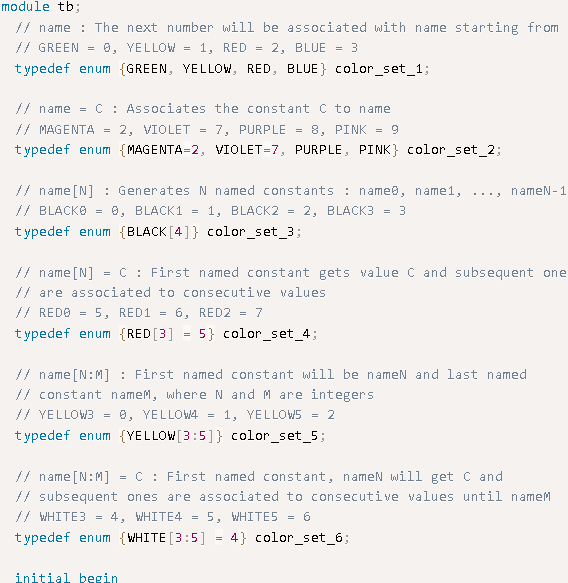 module tb;
// name : The next number will be associated with name starting from
// GREEN = 0, YELLOW = 1, RED = 2, BLUE = 3
typedef enum {GREEN, YELLOW, RED, BLUE} color_set_1;
// name = C : Associates the constant C to name
// MAGENTA = 2, VIOLET = 7, PURPLE = 8, PINK = 9
typedef enum {MAGENTA=2, VIOLET=7, PURPLE, PINK} color_set_2;
// name[N] : Generates N named constants : name0, name1, ..., nameN-1
// BLACK0 = 0, BLACK1 = 1, BLACK2 = 2, BLACK3 = 3
typedef enum {BLACK[4]} color_set_3;
// name[N] = C : First named constant gets value C and subsequent one
// are associated to consecutive values
// RED0 = 5, RED1 = 6, RED2 = 7
typedef enum {RED[3] = 5} color_set_4;
// name[N:M] : First named constant will be nameN and last named
// constant nameM, where N and M are integers
// YELLOW3 = 0, YELLOW4 = 1, YELLOW5 = 2
typedef enum {YELLOW[3:5]} color_set_5;
// name[N:M] = C : First named constant, nameN will get C and
// subsequent ones are associated to consecutive values until nameM
// WHITE3 = 4, WHITE4 = 5, WHITE5 = 6
typedef enum {WHITE[3:5] = 4} color_set_6;
initial begin